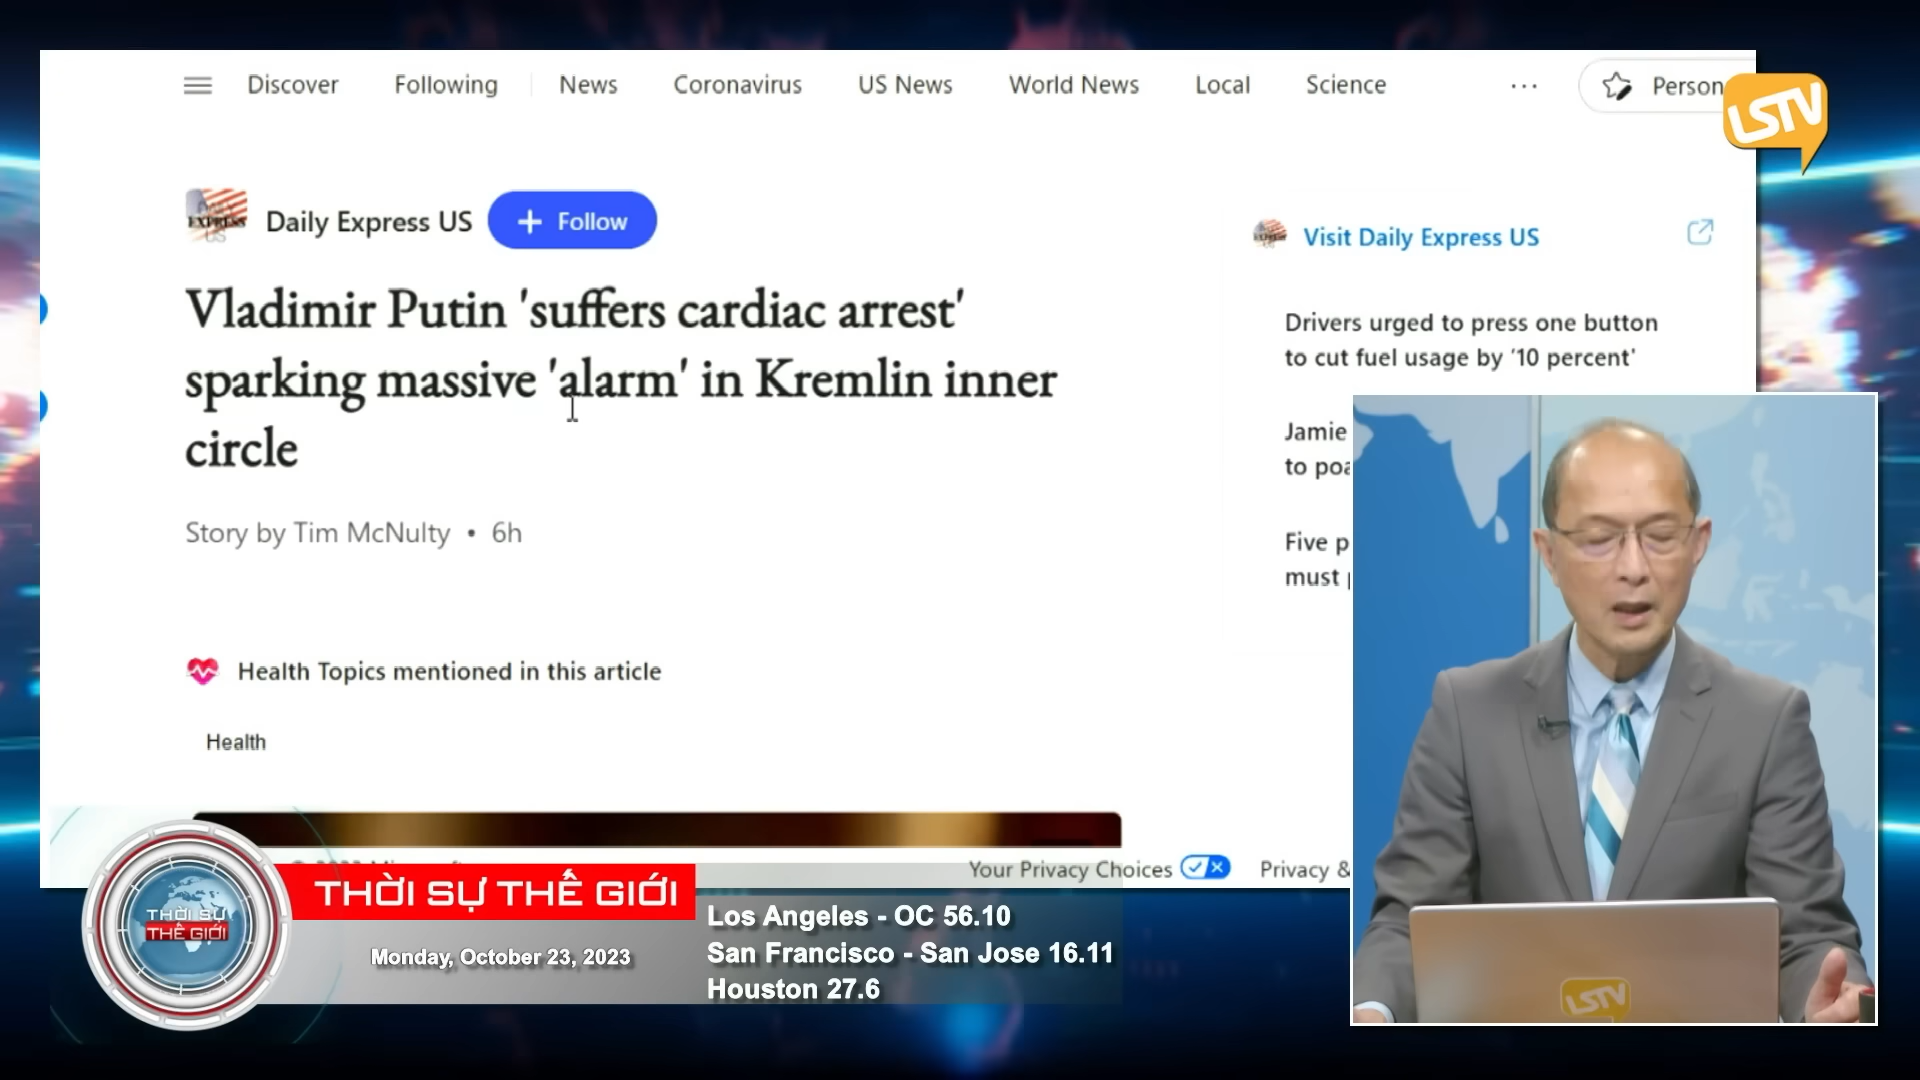 Discover Following News Coronavirus US News World News Local Science ... Person
LSTV
EXPRESS
US
Daily Express US
+ Follow
Visit Daily Express US
Vladimir Putin 'suffers cardiac arrest'
sparking massive 'alarm' in Kremlin inner
circle
Story by Tim McNulty • 6h
Drivers urged to press one button
to cut fuel usage by '10 percent'
Jamie
to poa
Five p
must
Health Topics mentioned in this article
Health
Your Privacy Choices
Privacy &
THỜI SỰ
THẾ GIỚI
THỜI SỰ THẾ GIỚI
Monday, October 23, 2023
Los Angeles - OC 56.10
San Francisco - San Jose 16.11
Houston 27.6
LSTV